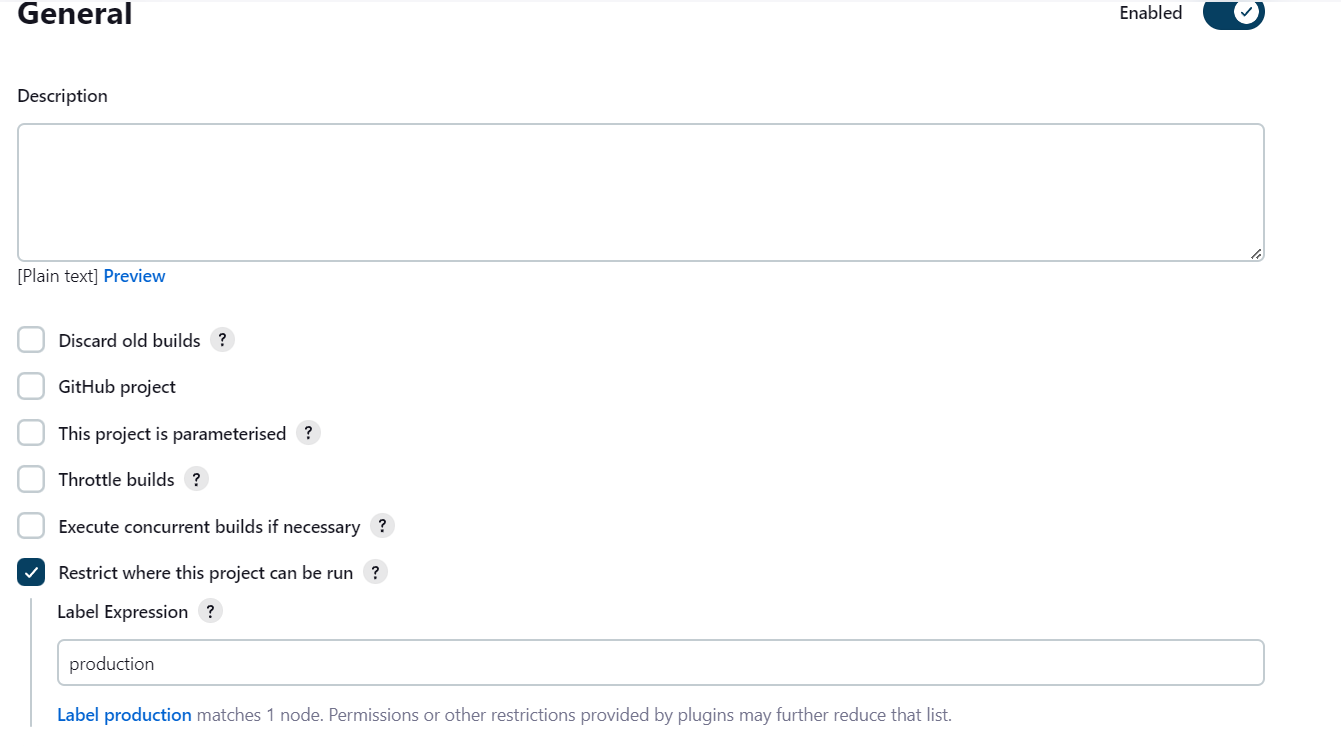 General
Enabled
Description
[Plain text] Preview
Discard old builds ?
GitHub project
This project is parameterised ?
Throttle builds ?
Execute concurrent builds if necessary ?
Restrict where this project can be run ?
Label Expression ?
production
Label production matches 1 node. Permissions or other restrictions provided by plugins may further reduce that list.